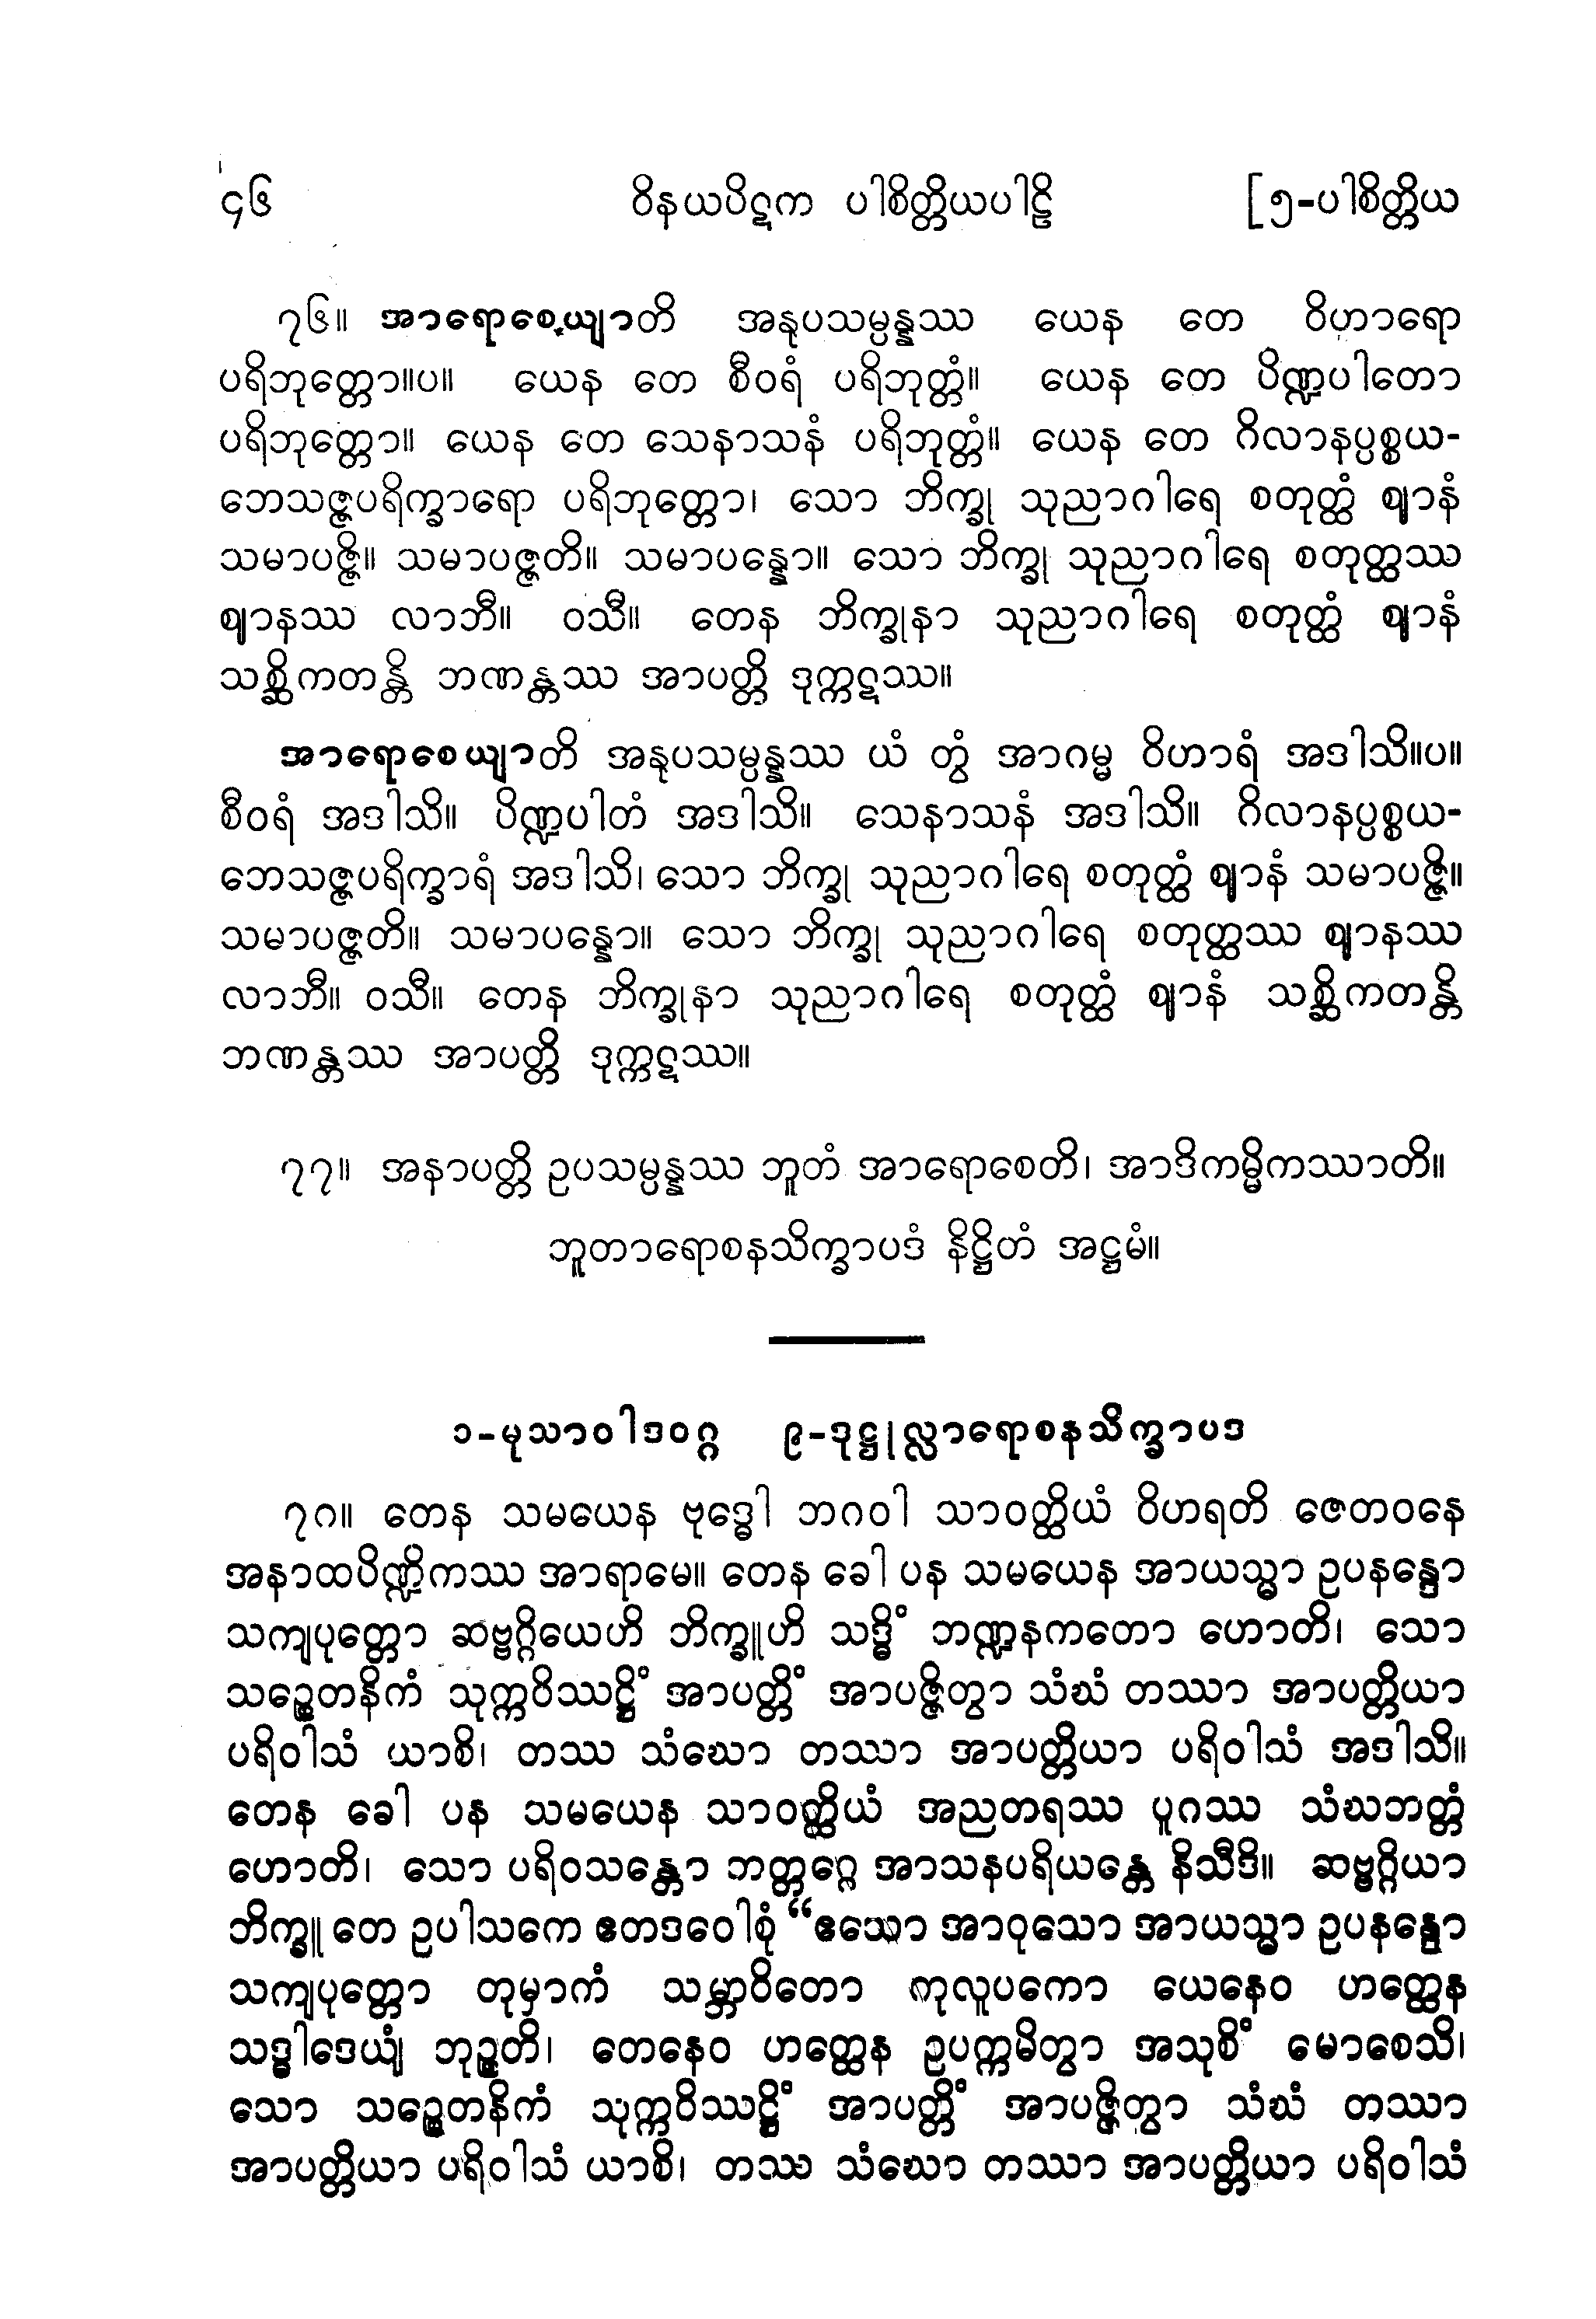 ၄၆ ဝိနယပိဋက ပါစိတ္တိယပါဠိ [၅-ပါစိတ္တိယ
၇၆။ အာရောစေယျာတိ အနုပသမ္ပန္နဿ ယေန တေ ဝိဟာရော
ပရိဘုတ္တော။ပ။ ယေန တေ စီဝရံ ပရိဘုတ္တံ။ ယေန တေ ပိဏ္ဍပါတော
ပရိဘုတ္တော။ ယေန တေ သေနာသနံ ပရိဘုတ္တံ။ ယေန တေ ဂိလာနပ္ပစ္စယ-
ဘေသဇ္ဇပရိက္ခာရော ပရိဘုတ္တော၊ သော ဘိက္ခု သုညာဂါရေ စတုတ္ထံ ဈာနံ
သမာပဇ္ဇိ။ သမာပဇ္ဇတိ။ သမာပန္နော။ သော ဘိက္ခု သုညာဂါရေ စတုတ္ထဿ
ဈာနဿ လာဘီ။ ဝသီ။ တေန ဘိက္ခုနာ သုညာဂါရေ စတုတ္ထံ ဈာနံ
သစ္ဆိကတန္တိ ဘဏန္တဿ အာပတ္တိ ဒုက္ကဋဿ။
အာရောစေယျာတိ အနုပသမ္ပန္နဿ ယံ တွံ အာဂမ္မ ဝိဟာရံ အဒါသိ။ပ။
စီဝရံ အဒါသိ။ ပိဏ္ဍပါတံ အဒါသိ။ သေနာသနံ အဒါသိ။ ဂိလာနပ္ပစ္စယ-
ဘေသဇ္ဇပရိက္ခာရံ အဒါသိ၊ သော ဘိက္ခု သုညာဂါရေ စတုတ္ထံ ဈာနံ သမာပဇ္ဇိ။
သမာပဇ္ဇတိ။ သမာပန္နော။ သော ဘိက္ခု သုညာဂါရေ စတုတ္ထဿ ဈာနဿ
လာဘီ။ ဝသီ။ တေန ဘိက္ခုနာ သုညာဂါရေ စတုတ္ထံ ဈာနံ သစ္ဆိကတန္တိ
ဘဏန္တဿ အာပတ္တိ ဒုက္ကဋဿ။
၇၇။ အနာပတ္တိ ဥပသမ္ပန္နဿ ဘူတံ အာရောစေတိ၊ အာဒိကမ္မိကဿာတိ။
ဘူတာရောစနသိက္ခာပဒံ နိဋ္ဌိတံ အဋ္ဌမံ။
၁-မုသာဝါဒဝဂ္ဂ ၉-ဒုဋ္ဌုလ္လာရောစနသိက္ခာပဒ
၇၈။ တေန သမယေန ဗုဒ္ဓေါ ဘဂဝါ သာဝတ္ထိယံ ဝိဟရတိ ဇေတဝနေ
အနာထပိဏ္ဍိကဿ အာရာမေ။ တေန ခေါ ပန သမယေန အာယသ္မာ ဥပနန္ဒော
သကျပုတ္တော ဆဗ္ဗဂ္ဂိယေဟိ ဘိက္ခူဟိ သဒ္ဓိံ ဘဏ္ဍနကတော ဟောတိ၊ သော
သဉ္စေတနိကံ သုက္ကဝိဿဋ္ဌိံ အာပတ္တိံ အာပဇ္ဇိတွာ သံဃံ တဿာ အာပတ္တိယာ
ပရိဝါသံ ယာစိ၊ တဿ သံဃော တဿာ အာပတ္တိယာ ပရိဝါသံ အဒါသိ။
တေန ခေါ ပန သမယေန သာဝတ္ထိယံ အညတရဿ ပူဂဿ သံဃဘတ္တံ
ဟောတိ၊ သော ပရိဝသန္တော ဘတ္တဂ္ဂေ အာသနပရိယန္တေ နိသီဒိ။ ဆဗ္ဗဂ္ဂိယာ
ဘိက္ခူ တေ ဥပါသကေ ဧတဒဝေါစုံ “ဧသော အာဝုသော အာယသ္မာ ဥပနန္ဒော
သကျပုတ္တော တုမှာကံ သမ္ဘာဝိတော ကုလူပကော ယေနေဝ ဟတ္ထေန
သဒ္ဓါဒေယျံ ဘုဉ္ဇတိ၊ တေနေဝ ဟတ္ထေန ဥပက္ကမိတွာ အသုစိံ မောစေသိ၊
သော သဉ္စေတနိကံ သုက္ကဝိဿဋ္ဌိံ အာပတ္တိံ အာပဇ္ဇိတွာ သံဃံ တဿာ
အာပတ္တိယာ ပရိဝါသံ ယာစိ၊ တဿ သံဃော တဿာ အာပတ္တိယာ ပရိဝါသံ